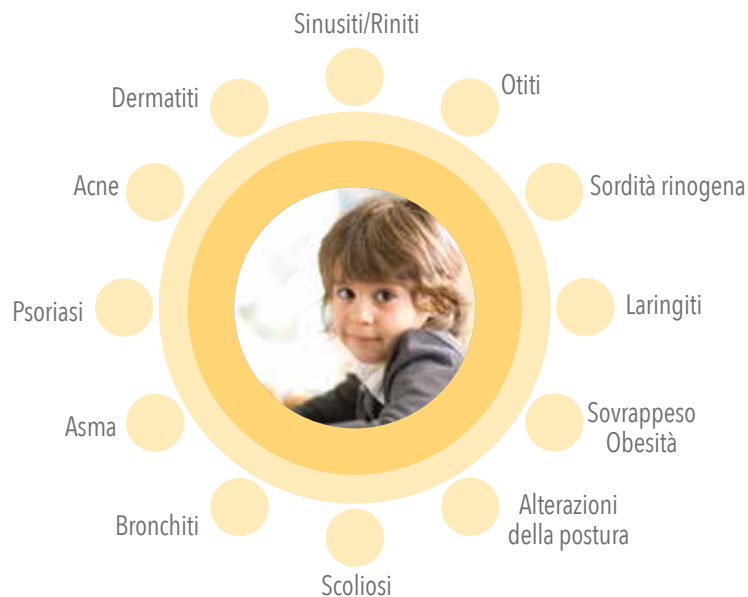 Sinusiti/Riniti
Otiti
Sordità rinogena
Laringiti
Sovrappeso
Obesità
Alterazioni
della postura
Scoliosi
Bronchiti
Asma
Psoriasi
Acne
Dermatiti